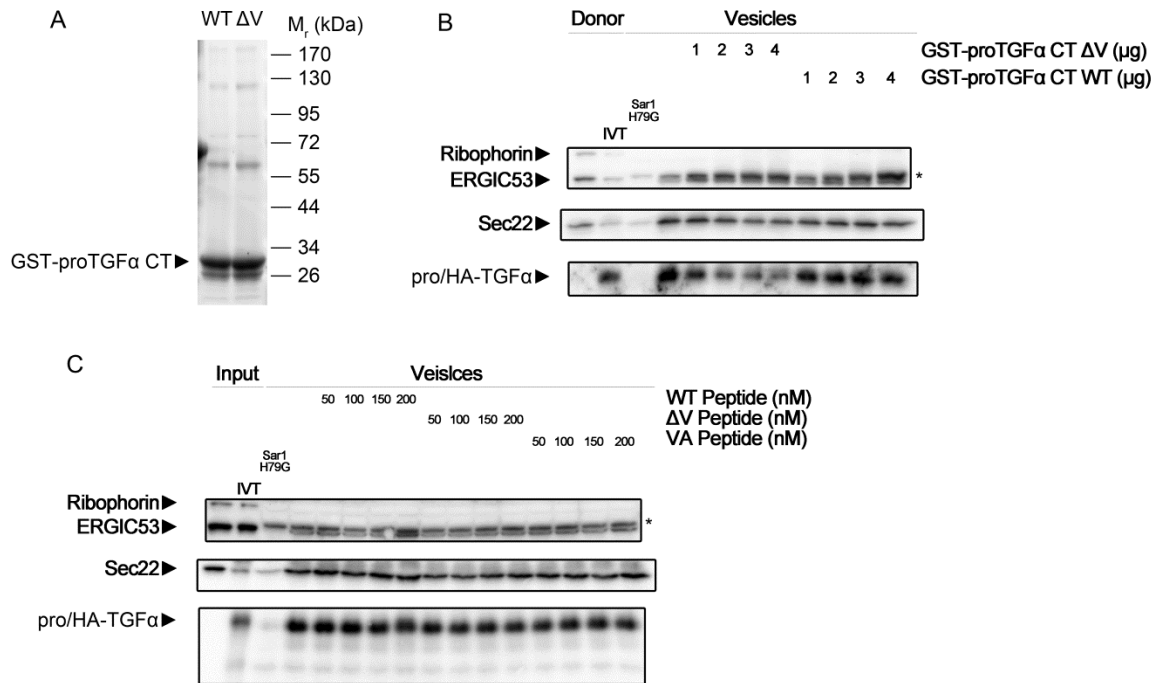 A
WT ΔV
Mr (kDa)
170
130
95
72
55
44
34
26
GST-proTGFα CT
B
Donor Vesicles
1 2 3 4 GST-proTGFα CT ΔV (µg)
1 2 3 4 GST-proTGFα CT WT (µg)
Sar1
H79G
IVT
Ribophorin
ERGIC53 *
Sec22
pro/HA-TGFα
C
Input Veislces
50 100 150 200 WT Peptide (nM)
50 100 150 200 ΔV Peptide (nM)
50 100 150 200 VA Peptide (nM)
Sar1
H79G
IVT
Ribophorin
*
ERGIC53
Sec22
pro/HA-TGFα